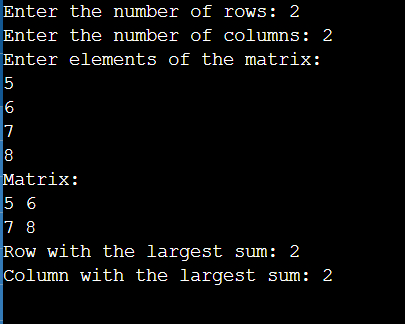 Enter the number of rows: 2
Enter the number of columns: 2
Enter elements of the matrix:
5
6
7
8
Matrix:
5 6
7 8
Row with the largest sum: 2
Column with the largest sum: 2